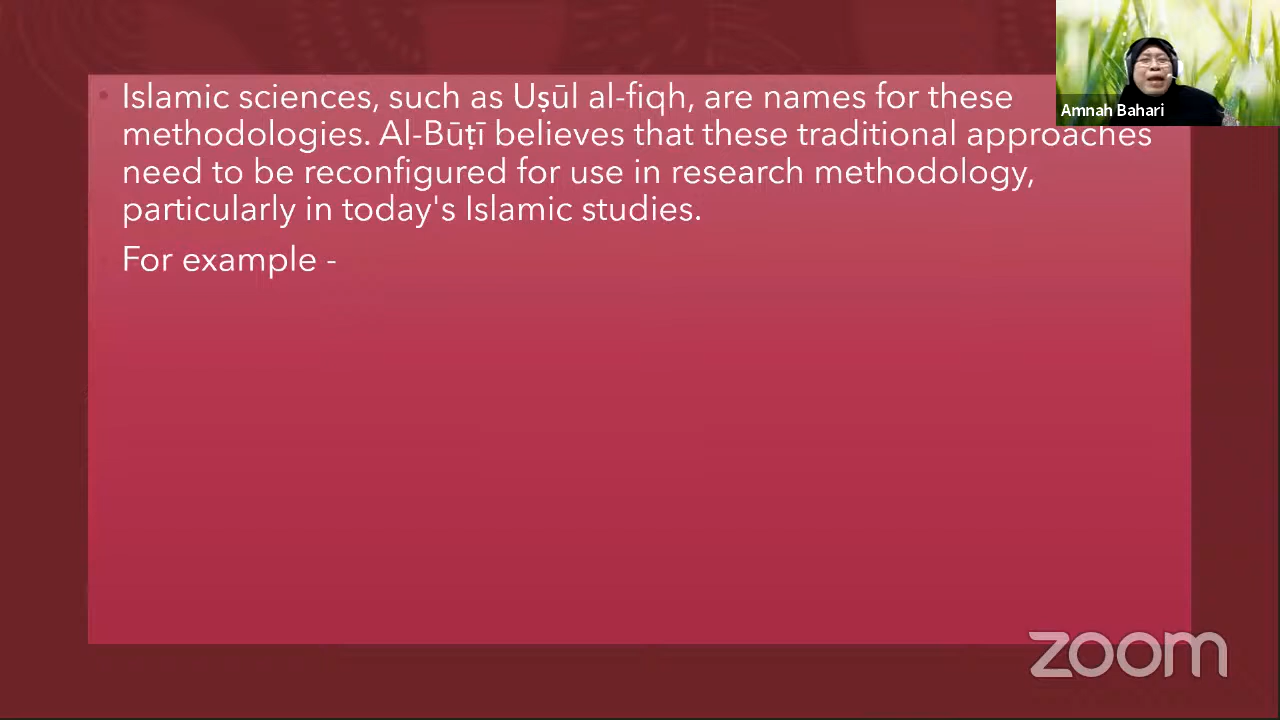 Islamic sciences, such as Uṣūl al-fiqh, are names for these
methodologies. Al-Būṭī believes that these traditional approaches
need to be reconfigured for use in research methodology,
particularly in today's Islamic studies.
For example -
Amnah Bahari
zoom